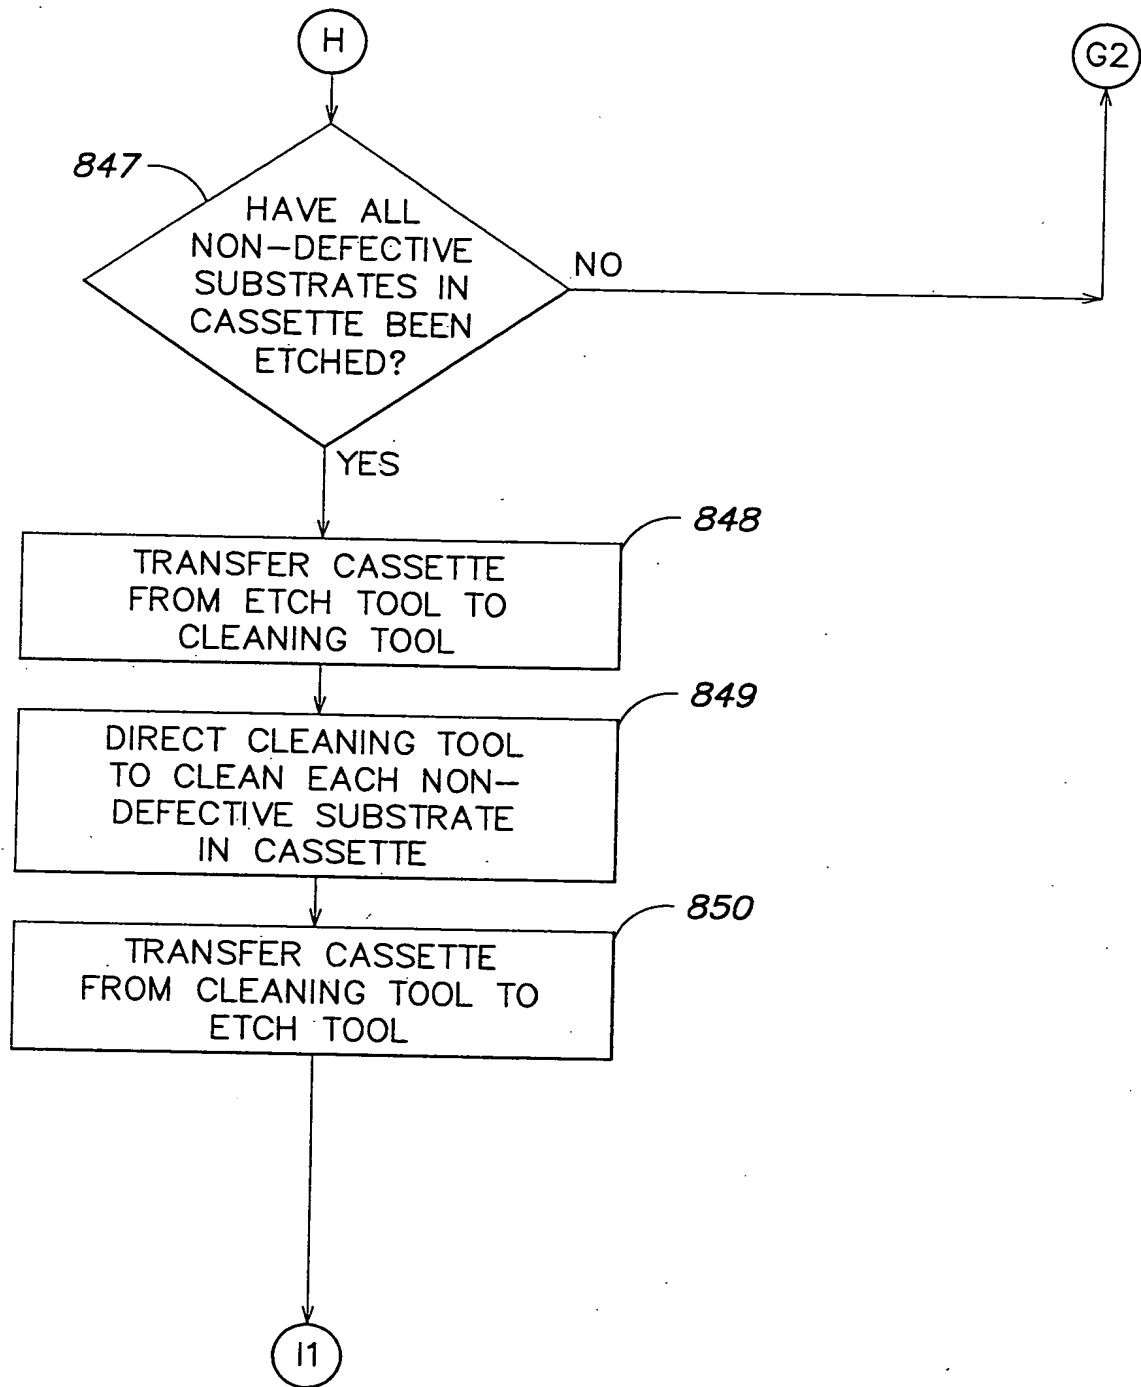 H
G2
847
HAVE ALL
NON-DEFECTIVE
SUBSTRATES IN
CASSETTE BEEN
ETCHED?
NO
YES
848
TRANSFER CASSETTE
FROM ETCH TOOL TO
CLEANING TOOL
849
DIRECT CLEANING TOOL
TO CLEAN EACH NON-
DEFECTIVE SUBSTRATE
IN CASSETTE
850
TRANSFER CASSETTE
FROM CLEANING TOOL TO
ETCH TOOL
I1